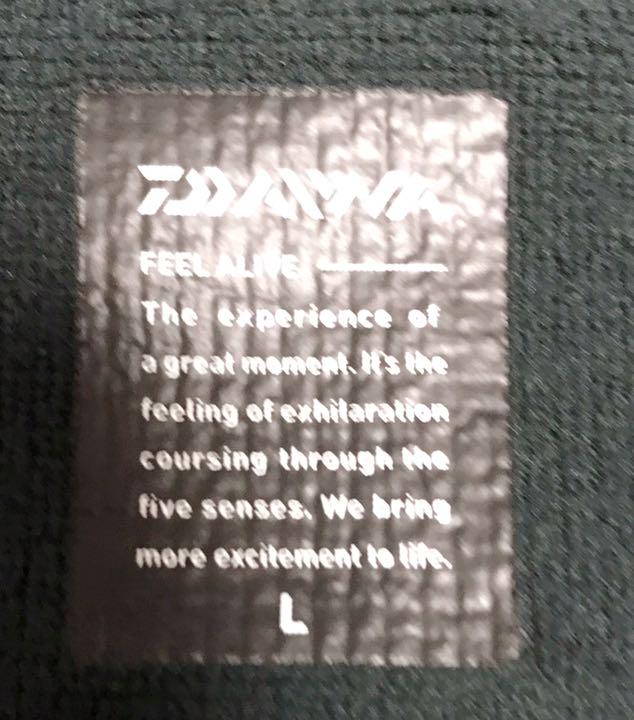 DAIWA
FEEL ALIVE
The experience of
a great moment. It's the
feeling of exhilaration
coursing through the
five senses. We bring
more excitement to life.
L